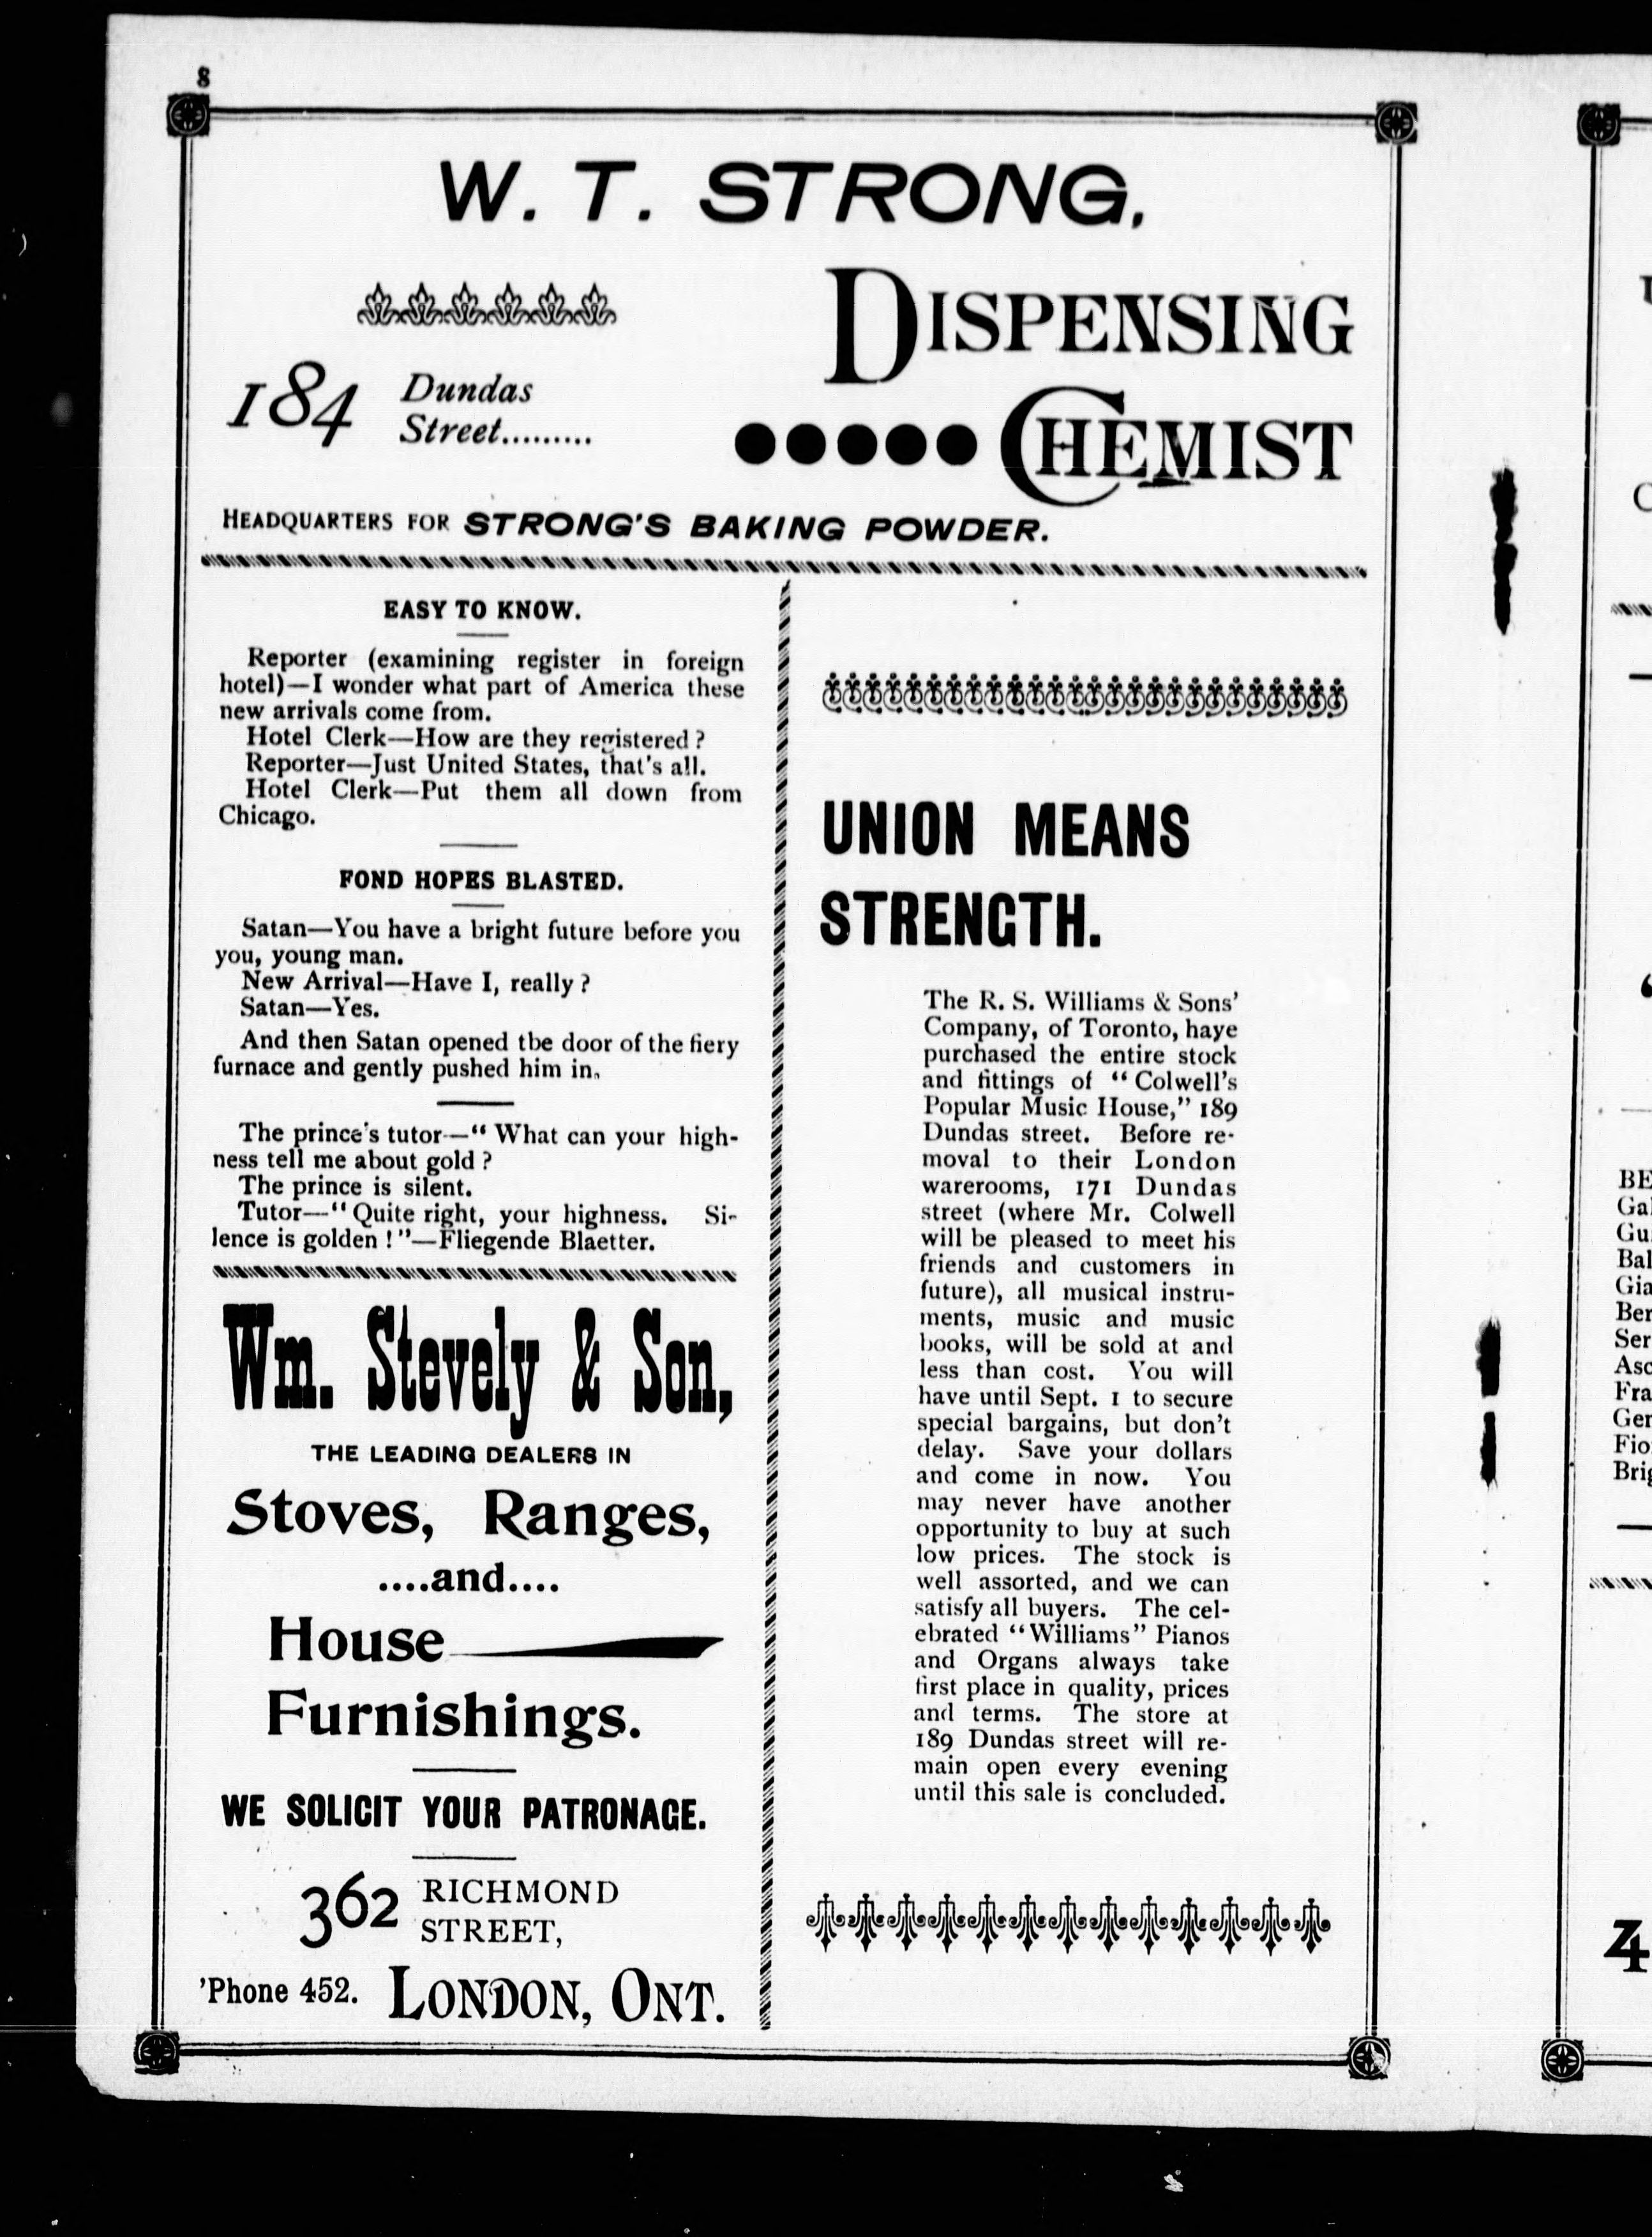 8
W. T. STRONG,
184 Dundas
Street.........
DISPENSING
CHEMIST
HEADQUARTERS FOR STRONG'S BAKING POWDER.
EASY TO KNOW.
Reporter (examining register in foreign
hotel)—I wonder what part of America these
new arrivals come from.
Hotel Clerk—How are they registered ?
Reporter—Just United States, that's all.
Hotel Clerk—Put them all down from
Chicago.
FOND HOPES BLASTED.
Satan—You have a bright future before you
you, young man.
New Arrival—Have I, really ?
Satan—Yes.
And then Satan opened the door of the fiery
furnace and gently pushed him in.
The prince's tutor—“ What can your high-
ness tell me about gold ?
The prince is silent.
Tutor—“ Quite right, your highness. Si-
lence is golden ! ”—Fliegende Blaetter.
Wm. Stevely & Son,
THE LEADING DEALERS IN
Stoves, Ranges,
....and....
House
Furnishings.
WE SOLICIT YOUR PATRONAGE.
362 RICHMOND
STREET,
'Phone 452. LONDON, ONT.
UNION MEANS
STRENGTH.
The R. S. Williams & Sons'
Company, of Toronto, haye
purchased the entire stock
and fittings of “ Colwell's
Popular Music House,” 189
Dundas street. Before re-
moval to their London
warerooms, 171 Dundas
street (where Mr. Colwell
will be pleased to meet his
friends and customers in
future), all musical instru-
ments, music and music
books, will be sold at and
less than cost. You will
have until Sept. 1 to secure
special bargains, but don't
delay. Save your dollars
and come in now. You
may never have another
opportunity to buy at such
low prices. The stock is
well assorted, and we can
satisfy all buyers. The cel-
ebrated “Williams” Pianos
and Organs always take
first place in quality, prices
and terms. The store at
189 Dundas street will re-
main open every evening
until this sale is concluded.
BE
Ga
Gu
Bal
Gia
Ber
Ser
Asc
Fra
Ger
Fio
Brig
4